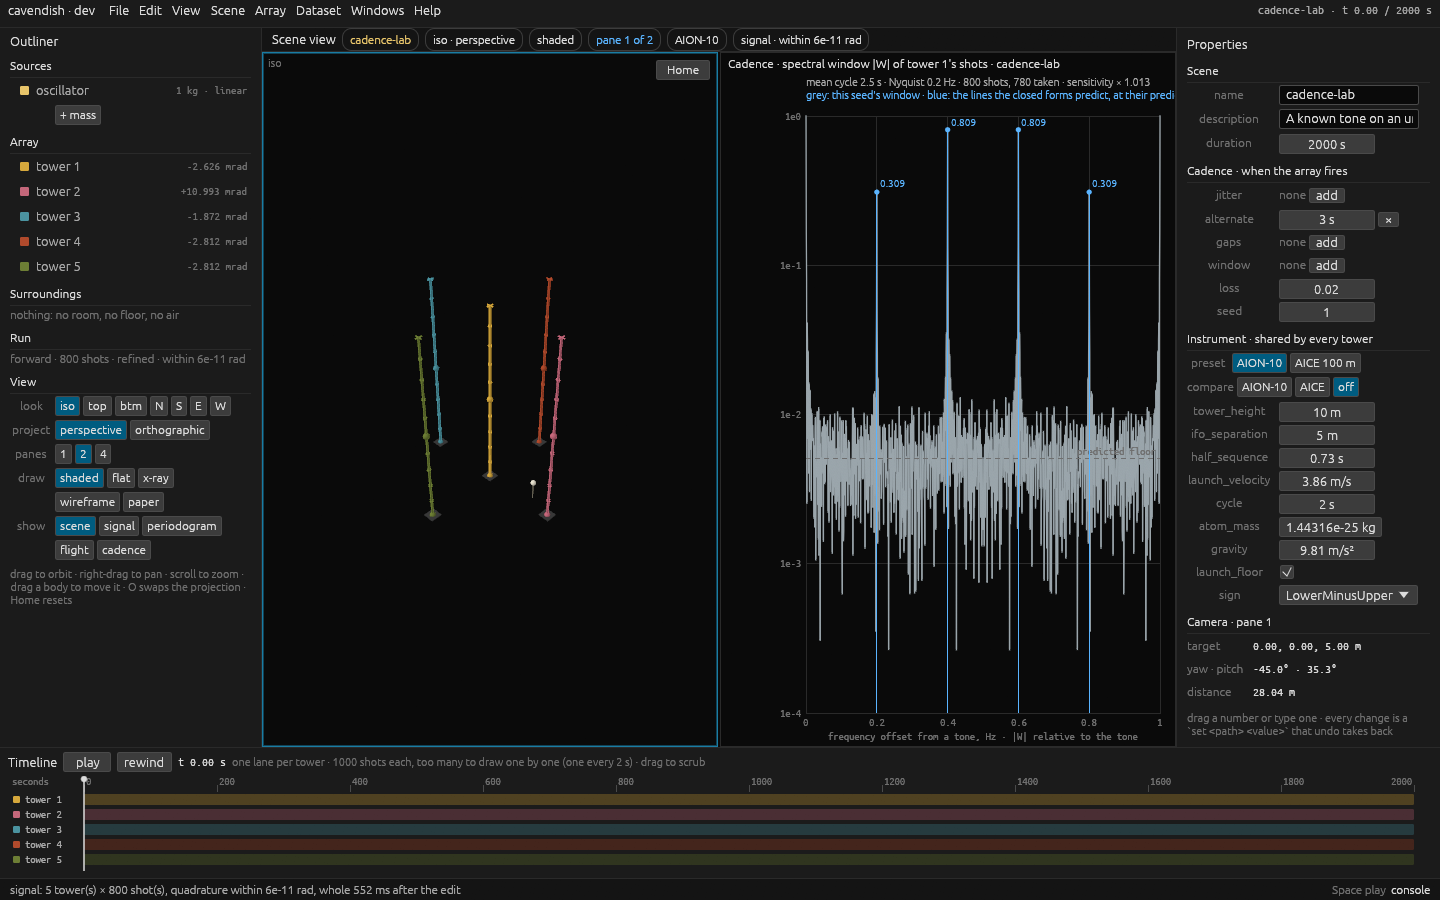 cavendish · dev File Edit View Scene Array Dataset Windows Help cadence-lab · t 0.00 / 2000 s
Outliner
Sources
oscillator 1 kg · linear
+ mass
Array
tower 1 -2.626 mrad
tower 2 +10.993 mrad
tower 3 -1.872 mrad
tower 4 -2.812 mrad
tower 5 -2.812 mrad
Surroundings
nothing: no room, no floor, no air
Run
forward · 800 shots · refined · within 6e-11 rad
View
look iso top btm N S E W
project perspective orthographic
panes 1 2 4
draw shaded flat x-ray
wireframe paper
show scene signal periodogram
flight cadence
drag to orbit · right-drag to pan · scroll to zoom ·
drag a body to move it · O swaps the projection ·
Home resets
Scene view cadence-lab iso · perspective shaded pane 1 of 2 AION-10 signal · within 6e-11 rad
iso
Home
Cadence · spectral window |W| of tower 1's shots · cadence-lab
mean cycle 2.5 s · Nyquist 0.2 Hz · 800 shots, 780 taken · sensitivity × 1.013
grey: this seed's window · blue: the lines the closed forms predict, at their predi
1e0
0.809 0.809
0.309 0.309
1e-1
1e-2
predicted floor
1e-3
1e-4
0 0.2 0.4 0.6 0.8 1
frequency offset from a tone, Hz · |W| relative to the tone
Properties
Scene
name cadence-lab
description A known tone on an u
duration 2000 s
Cadence · when the array fires
jitter none add
alternate 3 s ×
gaps none add
window none add
loss 0.02
seed 1
Instrument · shared by every tower
preset AION-10 AICE 100 m
compare AION-10 AICE off
tower_height 10 m
ifo_separation 5 m
half_sequence 0.73 s
launch_velocity 3.86 m/s
cycle 2 s
atom_mass 1.44316e-25 kg
gravity 9.81 m/s²
launch_floor
sign LowerMinusUpper
Camera · pane 1
target 0.00, 0.00, 5.00 m
yaw · pitch -45.0° · 35.3°
distance 28.04 m
drag a number or type one · every change is a
`set <path> <value>` that undo takes back
Timeline play rewind t 0.00 s one lane per tower · 1000 shots each, too many to draw one by one (one every 2 s) · drag to scrub
seconds 0 200 400 600 800 1000 1200 1400 1600 1800 2000
tower 1
tower 2
tower 3
tower 4
tower 5
signal: 5 tower(s) × 800 shot(s), quadrature within 6e-11 rad, whole 552 ms after the edit Space play console